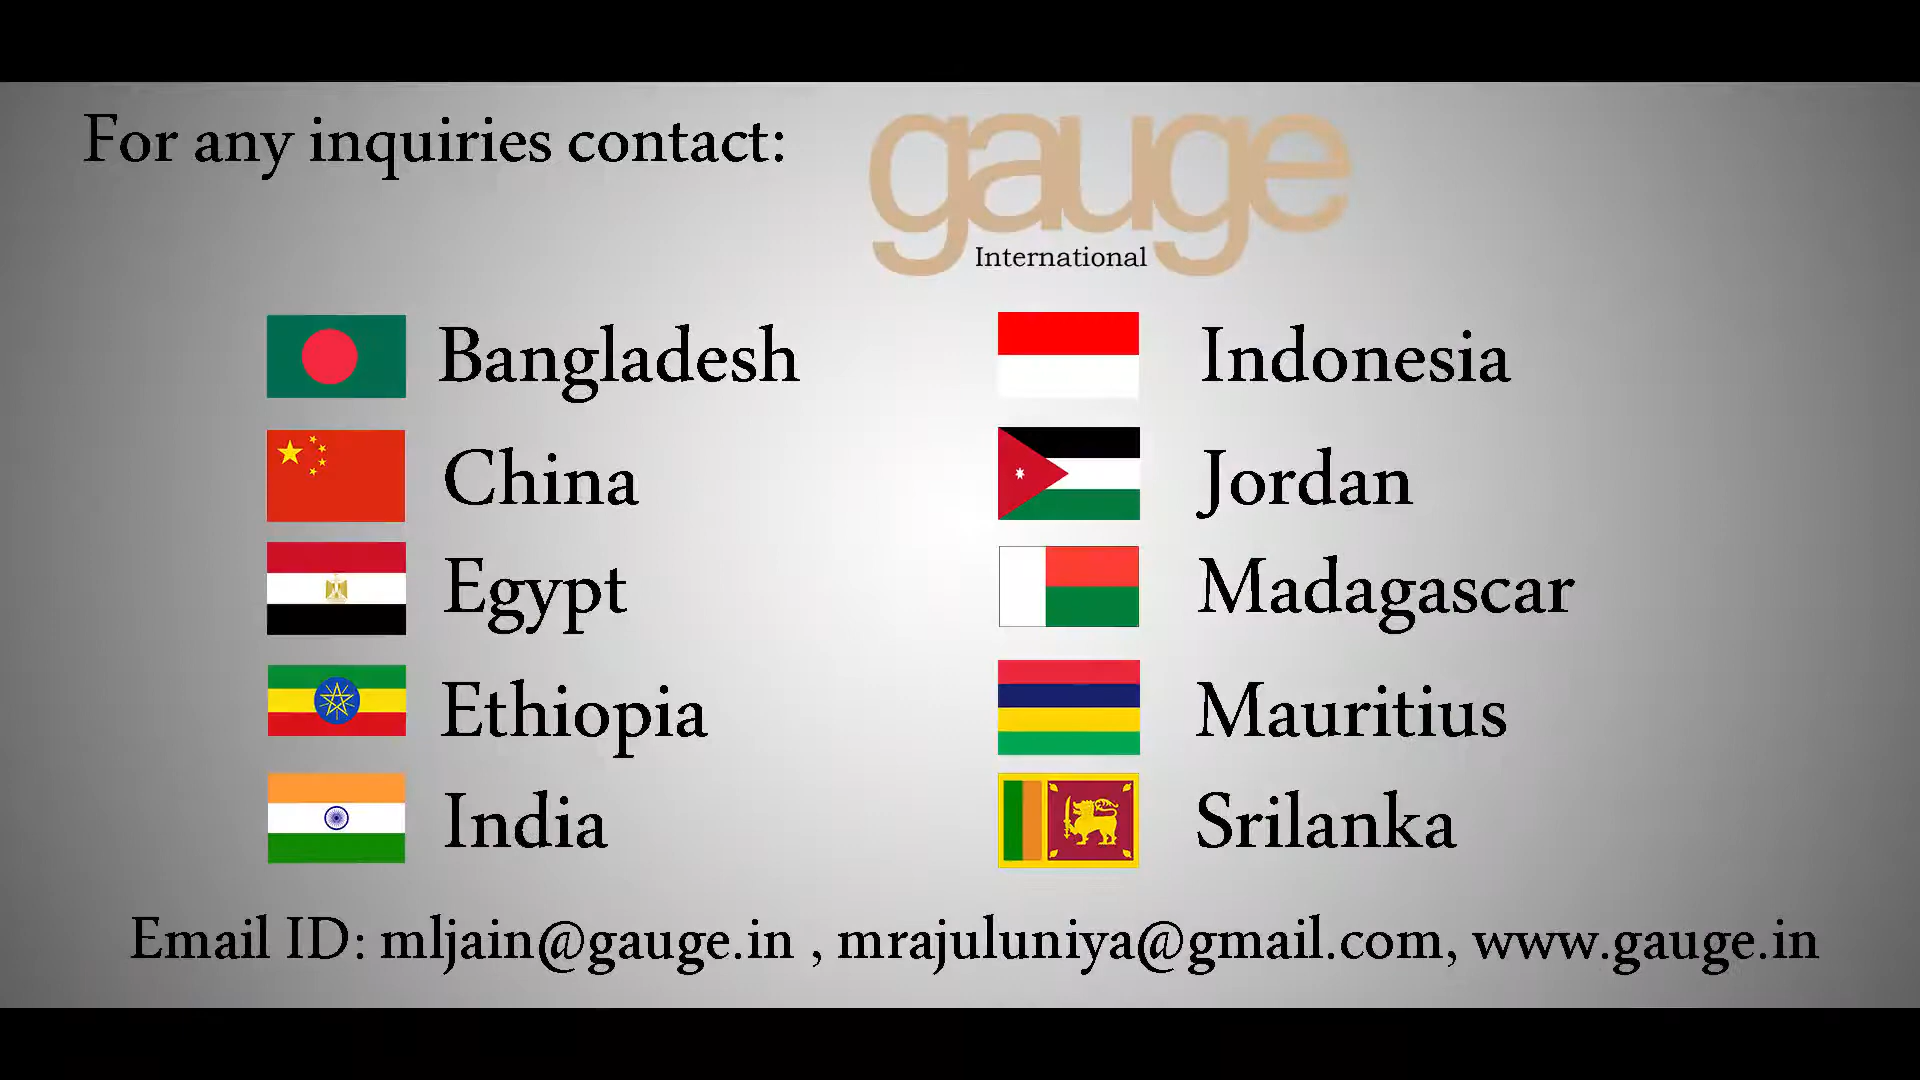 For any inquiries contact:
gauge
International
Bangladesh
China
Egypt
Ethiopia
India
Indonesia
Jordan
Madagascar
Mauritius
Srilanka
Email ID: mljain@gauge.in , mrajuluniya@gmail.com, www.gauge.in